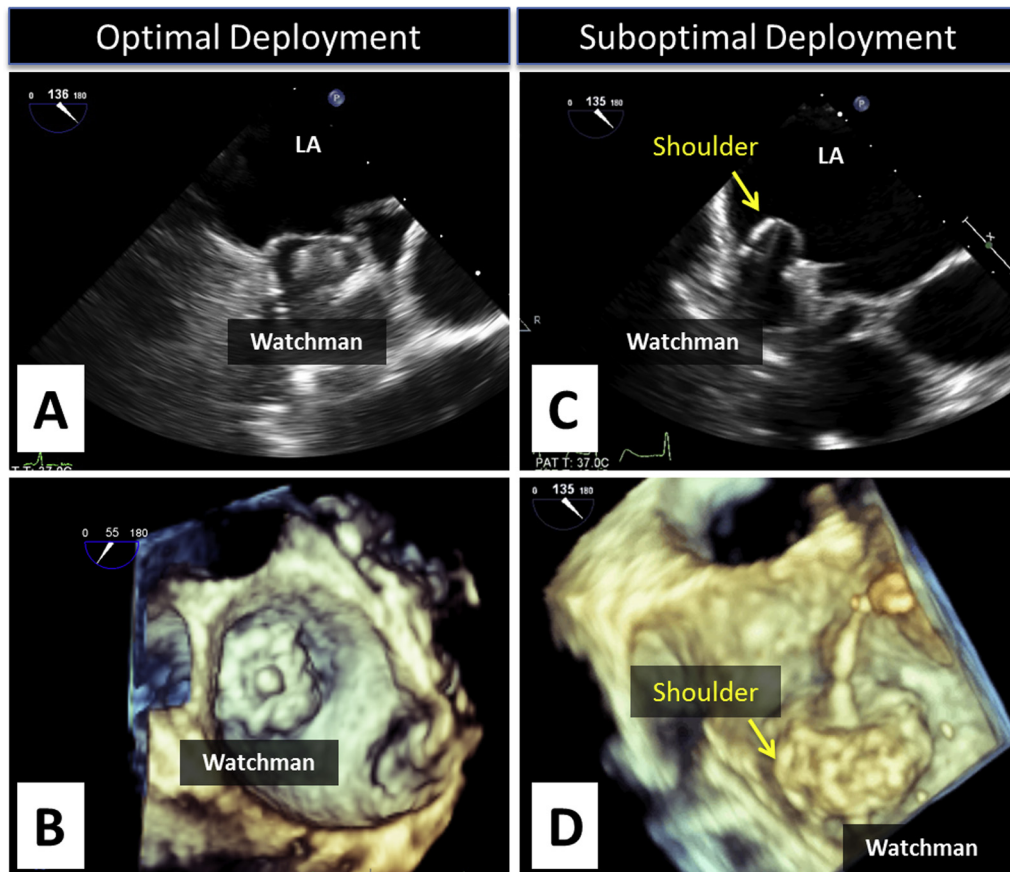 Optimal Deployment
Suboptimal Deployment
0 136 180
P
LA
Watchman
A
0 135 180
P
Shoulder
LA
X
R
Watchman
C
PAT T: 37.0C
0 55 180
Watchman
B
0 135 180
Shoulder
D
Watchman